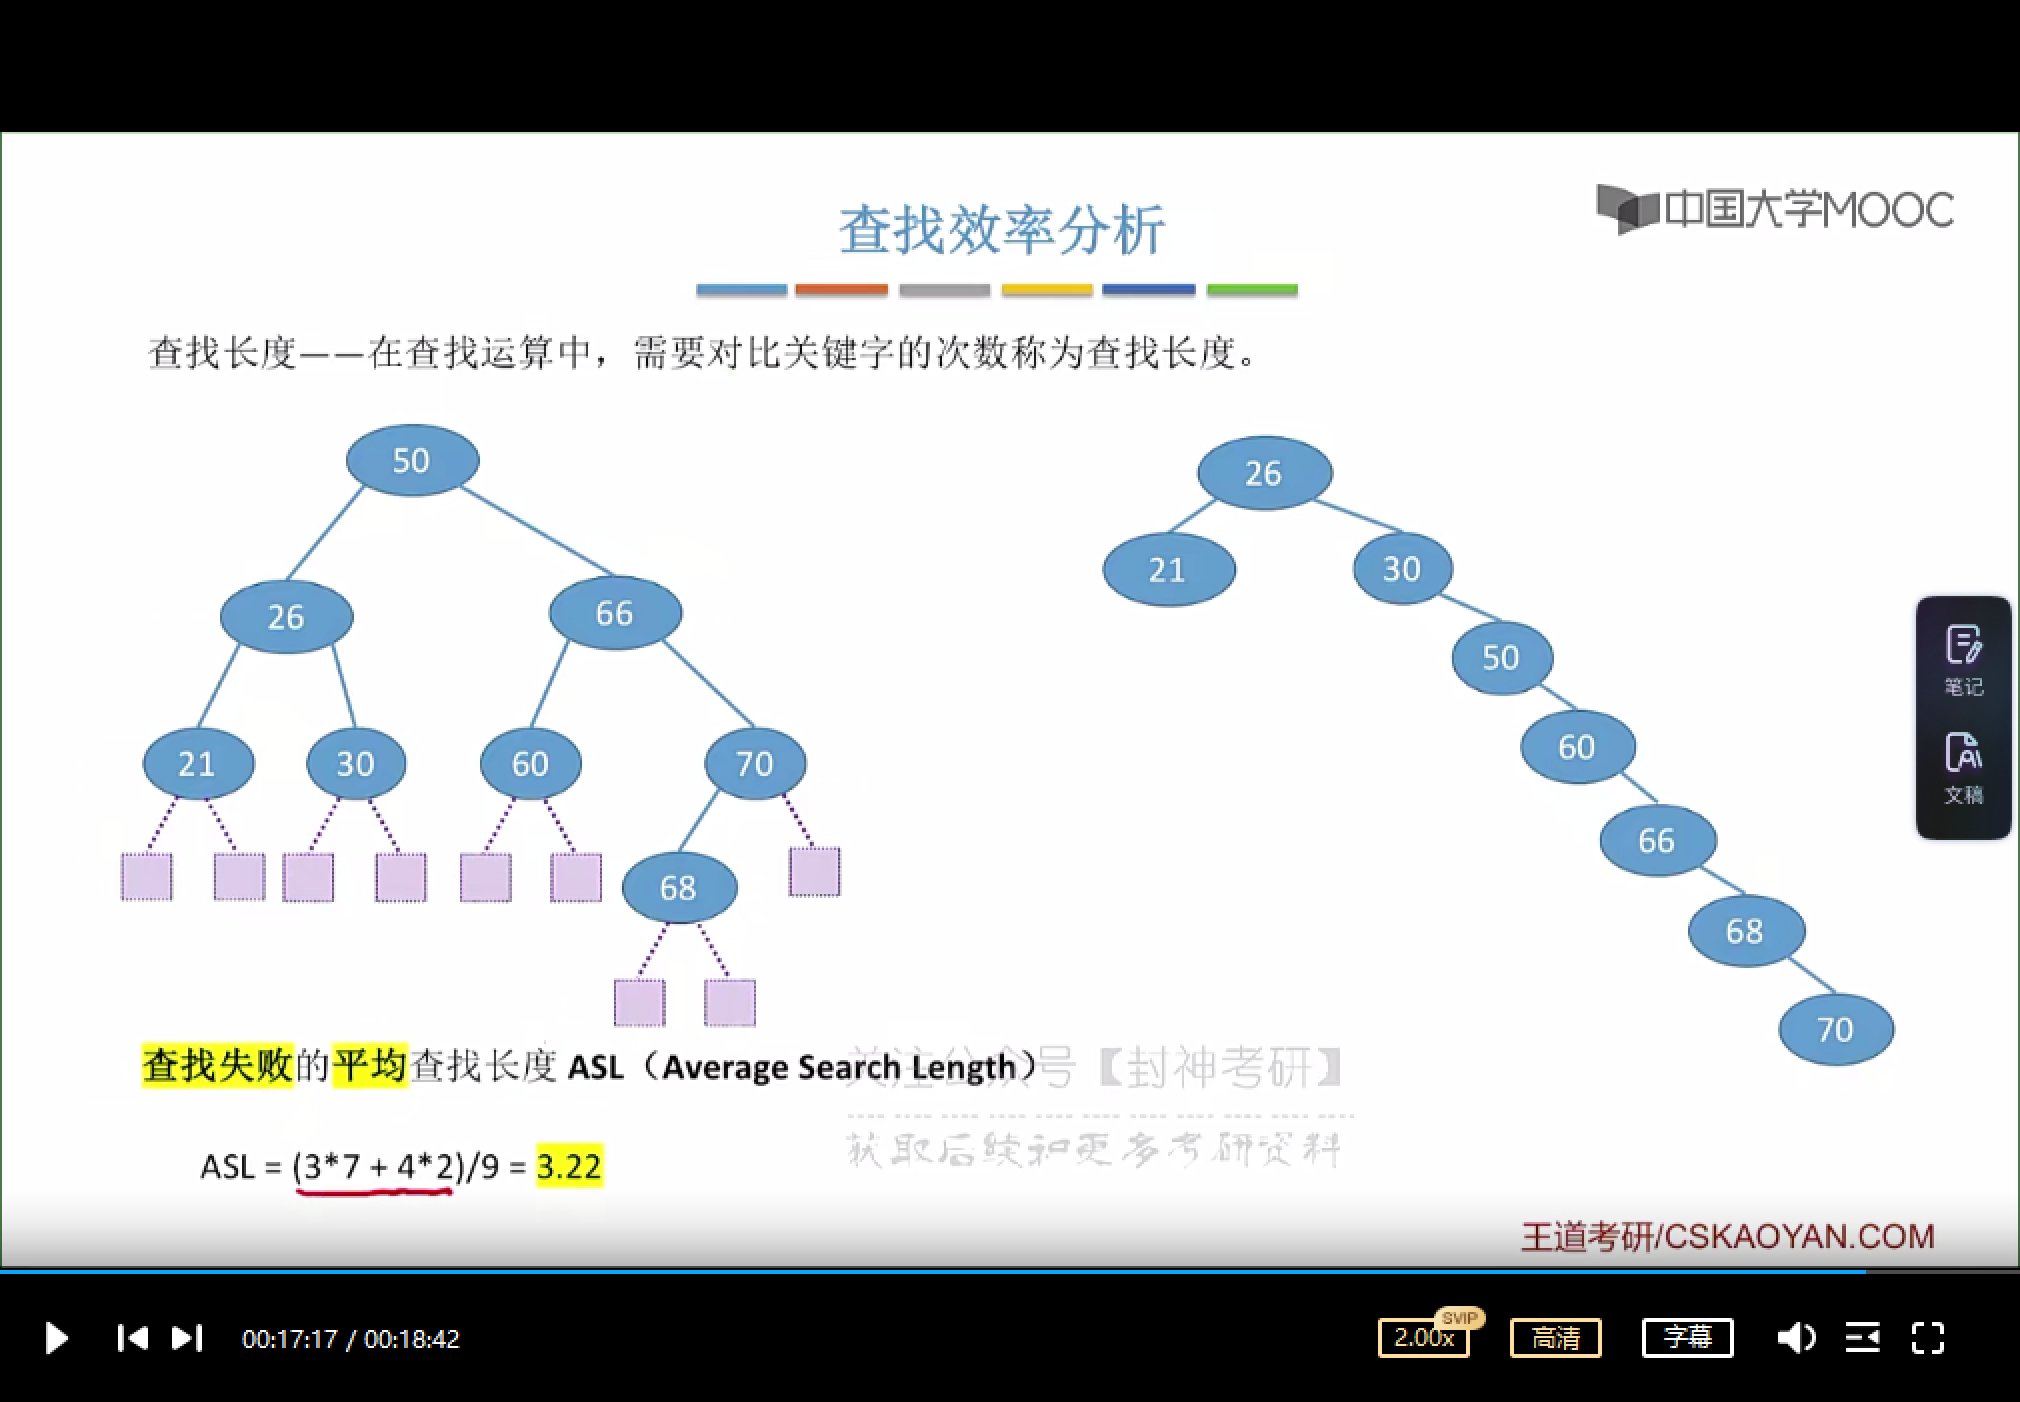 中国大学MOOC
查找效率分析
查找长度——在查找运算中，需要对比关键字的次数称为查找长度。
50
26
66
21
30
60
70
68
26
21
30
50
60
66
68
70
笔记
文稿
查找失败的平均查找长度 ASL（Average Search Length）
关注公众号【封神考研】
获取后续和更多考研资料
ASL = (3*7 + 4*2)/9 = 3.22
王道考研/CSKAOYAN.COM
00:17:17 / 00:18:42
2.00x
SVIP
高清
字幕